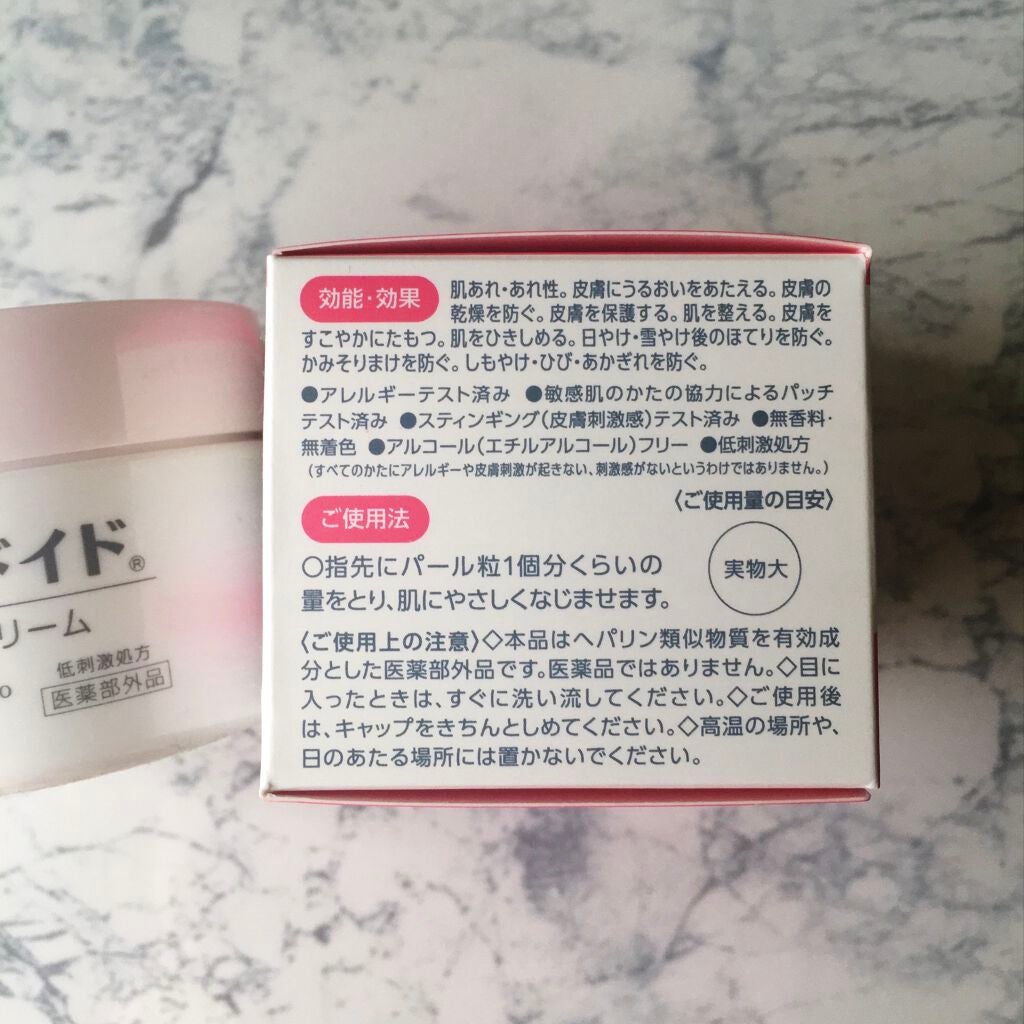 効能・効果
肌あれ・あれ性。皮膚にうるおいをあたえる。皮膚の
乾燥を防ぐ。皮膚を保護する。肌を整える。皮膚を
すこやかにたもつ。肌をひきしめる。日やけ・雪やけ後のほてりを防ぐ。
かみそりまけを防ぐ。しもやけ・ひび・あかぎれを防ぐ。
●アレルギーテスト済み ●敏感肌のかたの協力によるパッチ
テスト済み ●スティンギング(皮膚刺激感)テスト済み ●無香料・
無着色 ●アルコール(エチルアルコール)フリー ●低刺激処方
(すべてのかたにアレルギーや皮膚刺激が起きない、刺激感がないというわけではありません。)
〈ご使用量の目安〉
ご使用法
実物大
○指先にパール粒1個分くらいの
量をとり、肌にやさしくなじませます。
〈ご使用上の注意〉◇本品はヘパリン類似物質を有効成
分とした医薬部外品です。医薬品ではありません。◇目に
入ったときは、すぐに洗い流してください。◇ご使用後
は、キャップをきちんとしめてください。◇高温の場所や、
日のあたる場所には置かないでください。
イド®
リーム
低刺激処方
医薬部外品